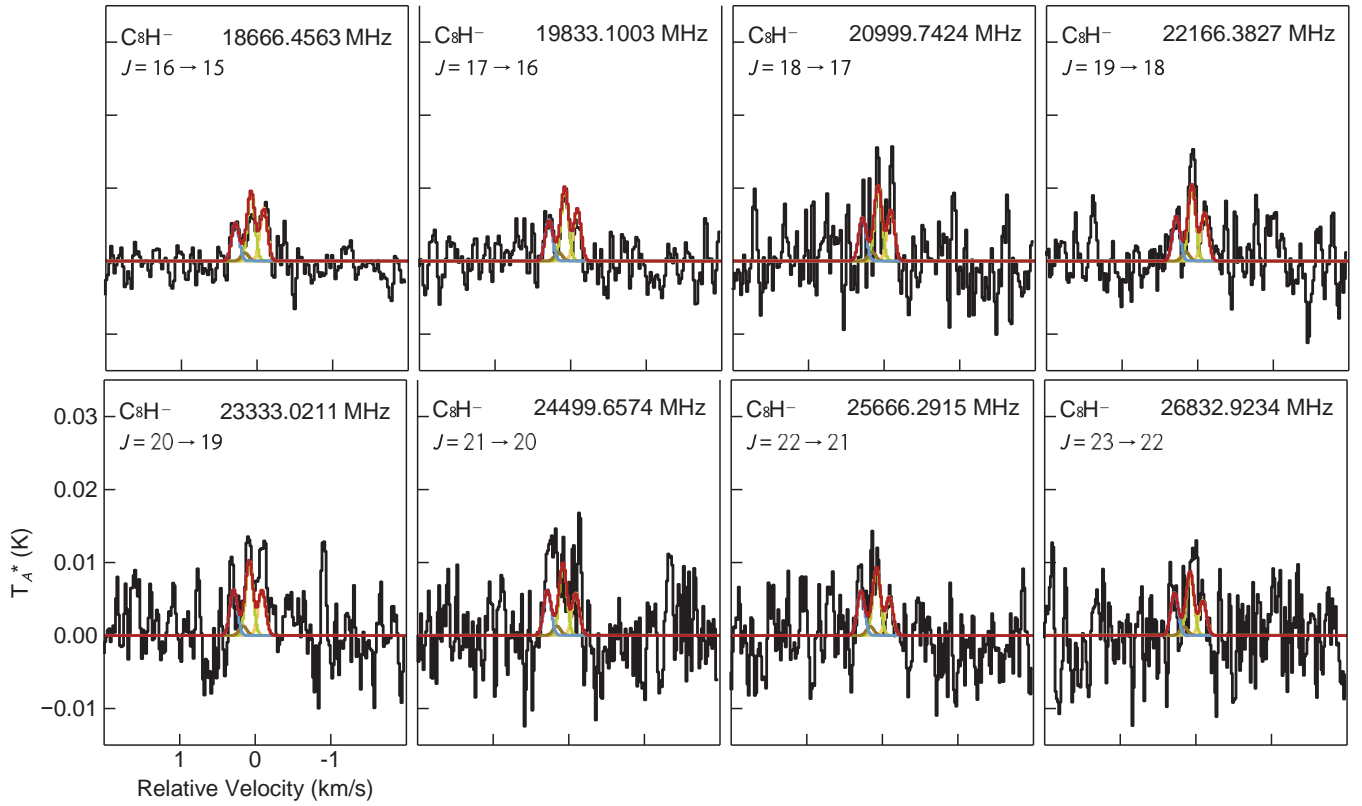 C₈H⁻ 18666.4563 MHz
J = 16 → 15
C₈H⁻ 19833.1003 MHz
J = 17 → 16
C₈H⁻ 20999.7424 MHz
J = 18 → 17
C₈H⁻ 22166.3827 MHz
J = 19 → 18
C₈H⁻ 23333.0211 MHz
J = 20 → 19
C₈H⁻ 24499.6574 MHz
J = 21 → 20
C₈H⁻ 25666.2915 MHz
J = 22 → 21
C₈H⁻ 26832.9234 MHz
J = 23 → 22
0.03
0.02
0.01
0.00
−0.01
T_A* (K)
1 0 -1
Relative Velocity (km/s)